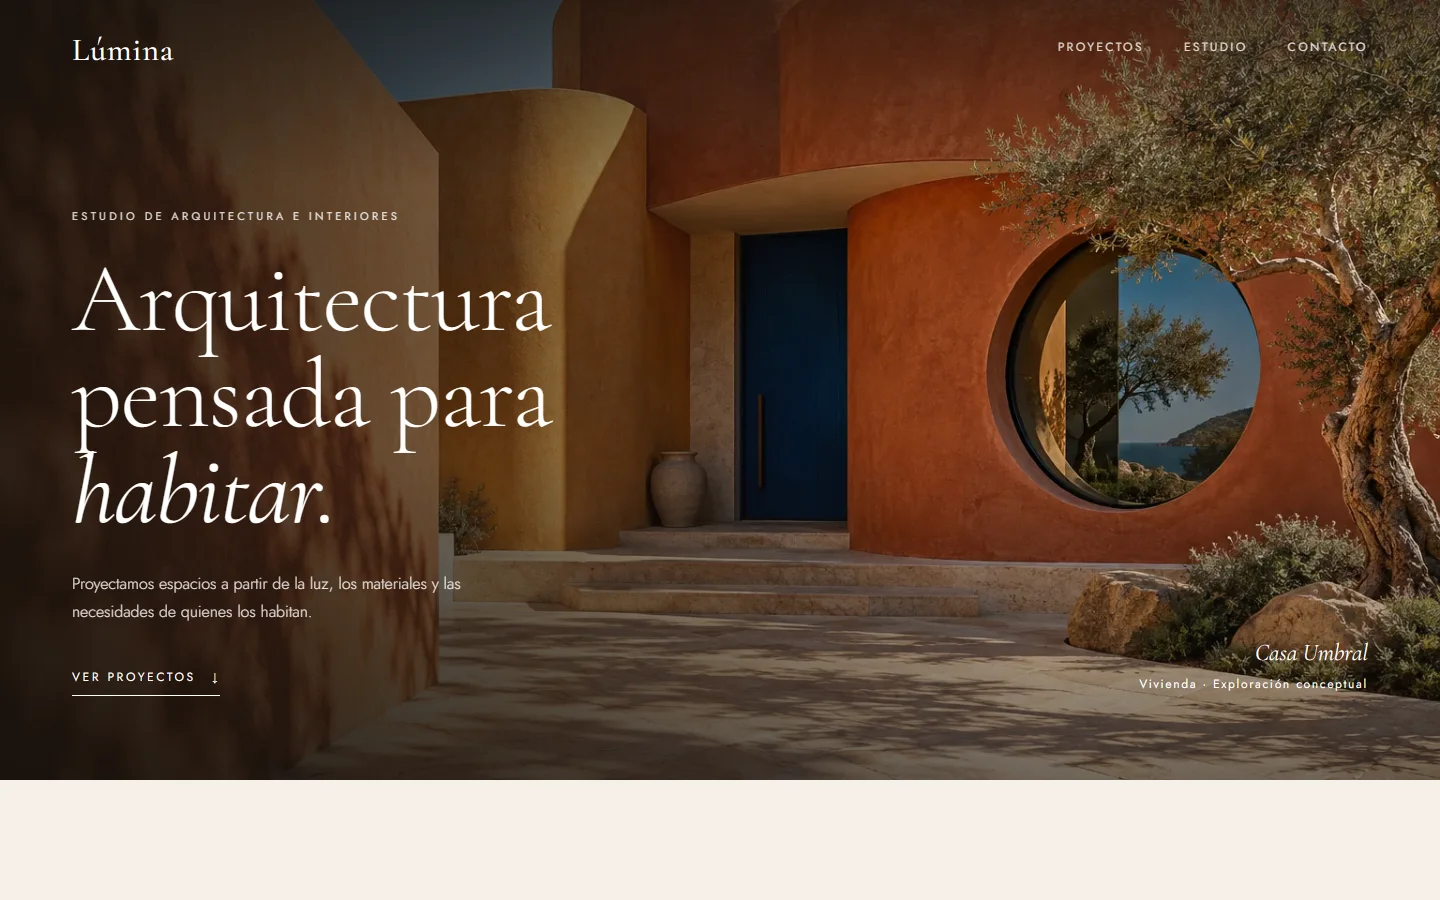 Lúmina
PROYECTOS ESTUDIO CONTACTO
ESTUDIO DE ARQUITECTURA E INTERIORES
Arquitectura
pensada para
habitar.
Proyectamos espacios a partir de la luz, los materiales y las
necesidades de quienes los habitan.
VER PROYECTOS ↓
Casa Umbral
Vivienda · Exploración conceptual